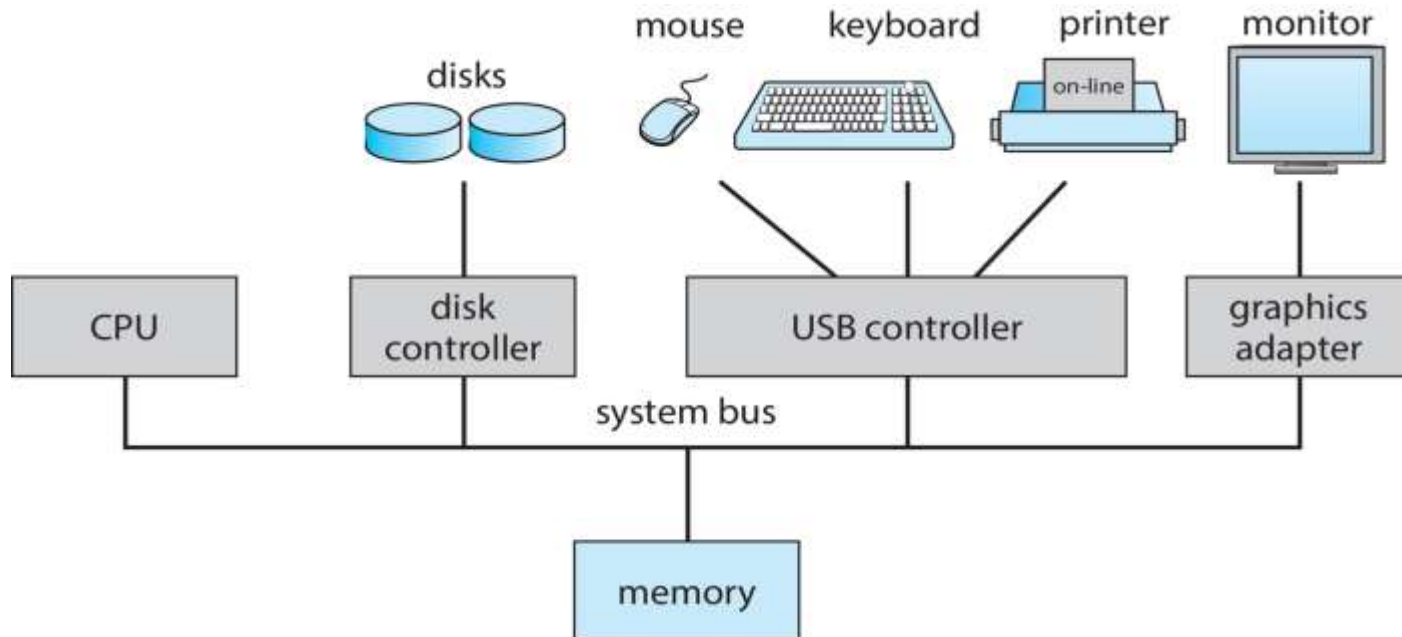 mouse
keyboard
printer
monitor
disks
on-line
CPU
disk
controller
USB controller
graphics
adapter
system bus
memory